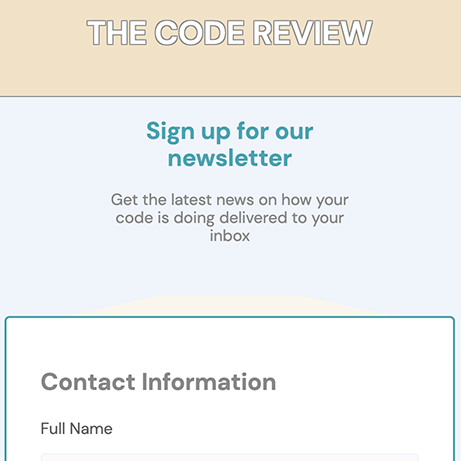 THE CODE REVIEW
Sign up for our
newsletter
Get the latest news on how your
code is doing delivered to your
inbox
Contact Information
Full Name